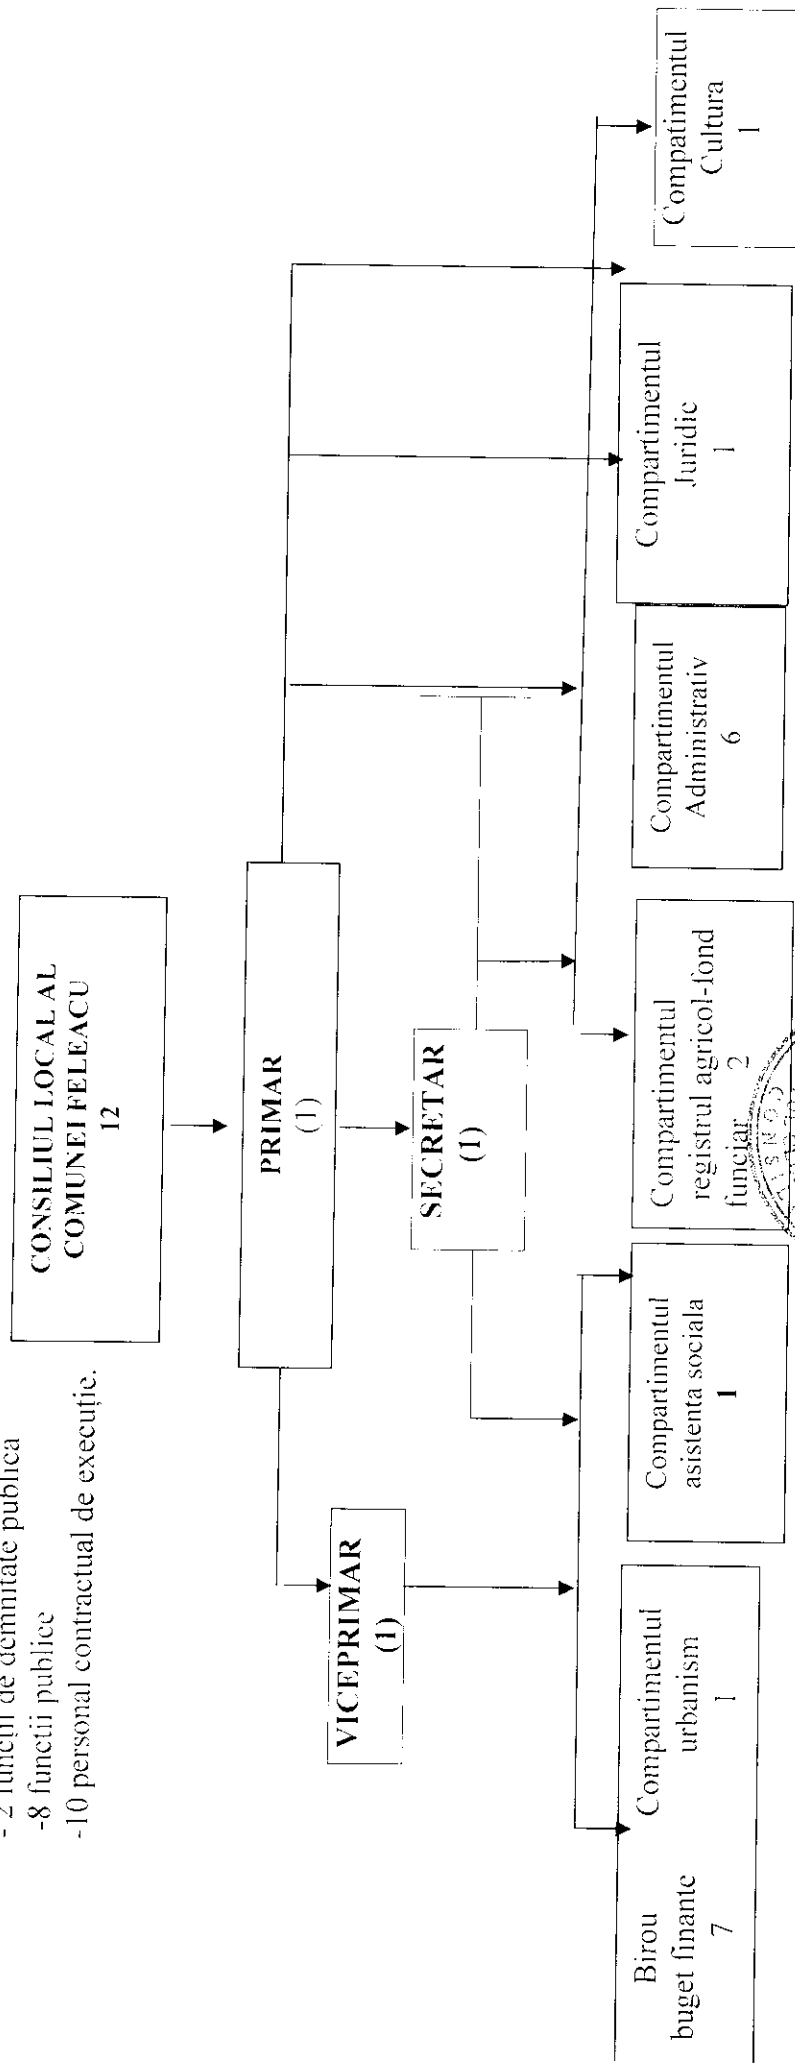 - 2 funcții de demnitate publica
-8 functii publice
-10 personal contractual de execuție.
CONSILIUL LOCAL AL
COMUNEI FELEACU
12
PRIMAR
(1)
VICEPRIMAR
(1)
SECRETAR
(1)
Birou
buget finante
7
Compartimentul
urbanism
1
Compartimentul
asistenta sociala
1
Compartimentul
registrul agricol-fond
funciar 2
Compartimentul
Administrativ
6
Compartimentul
Juridic
1
Compatimentul
Cultura
1